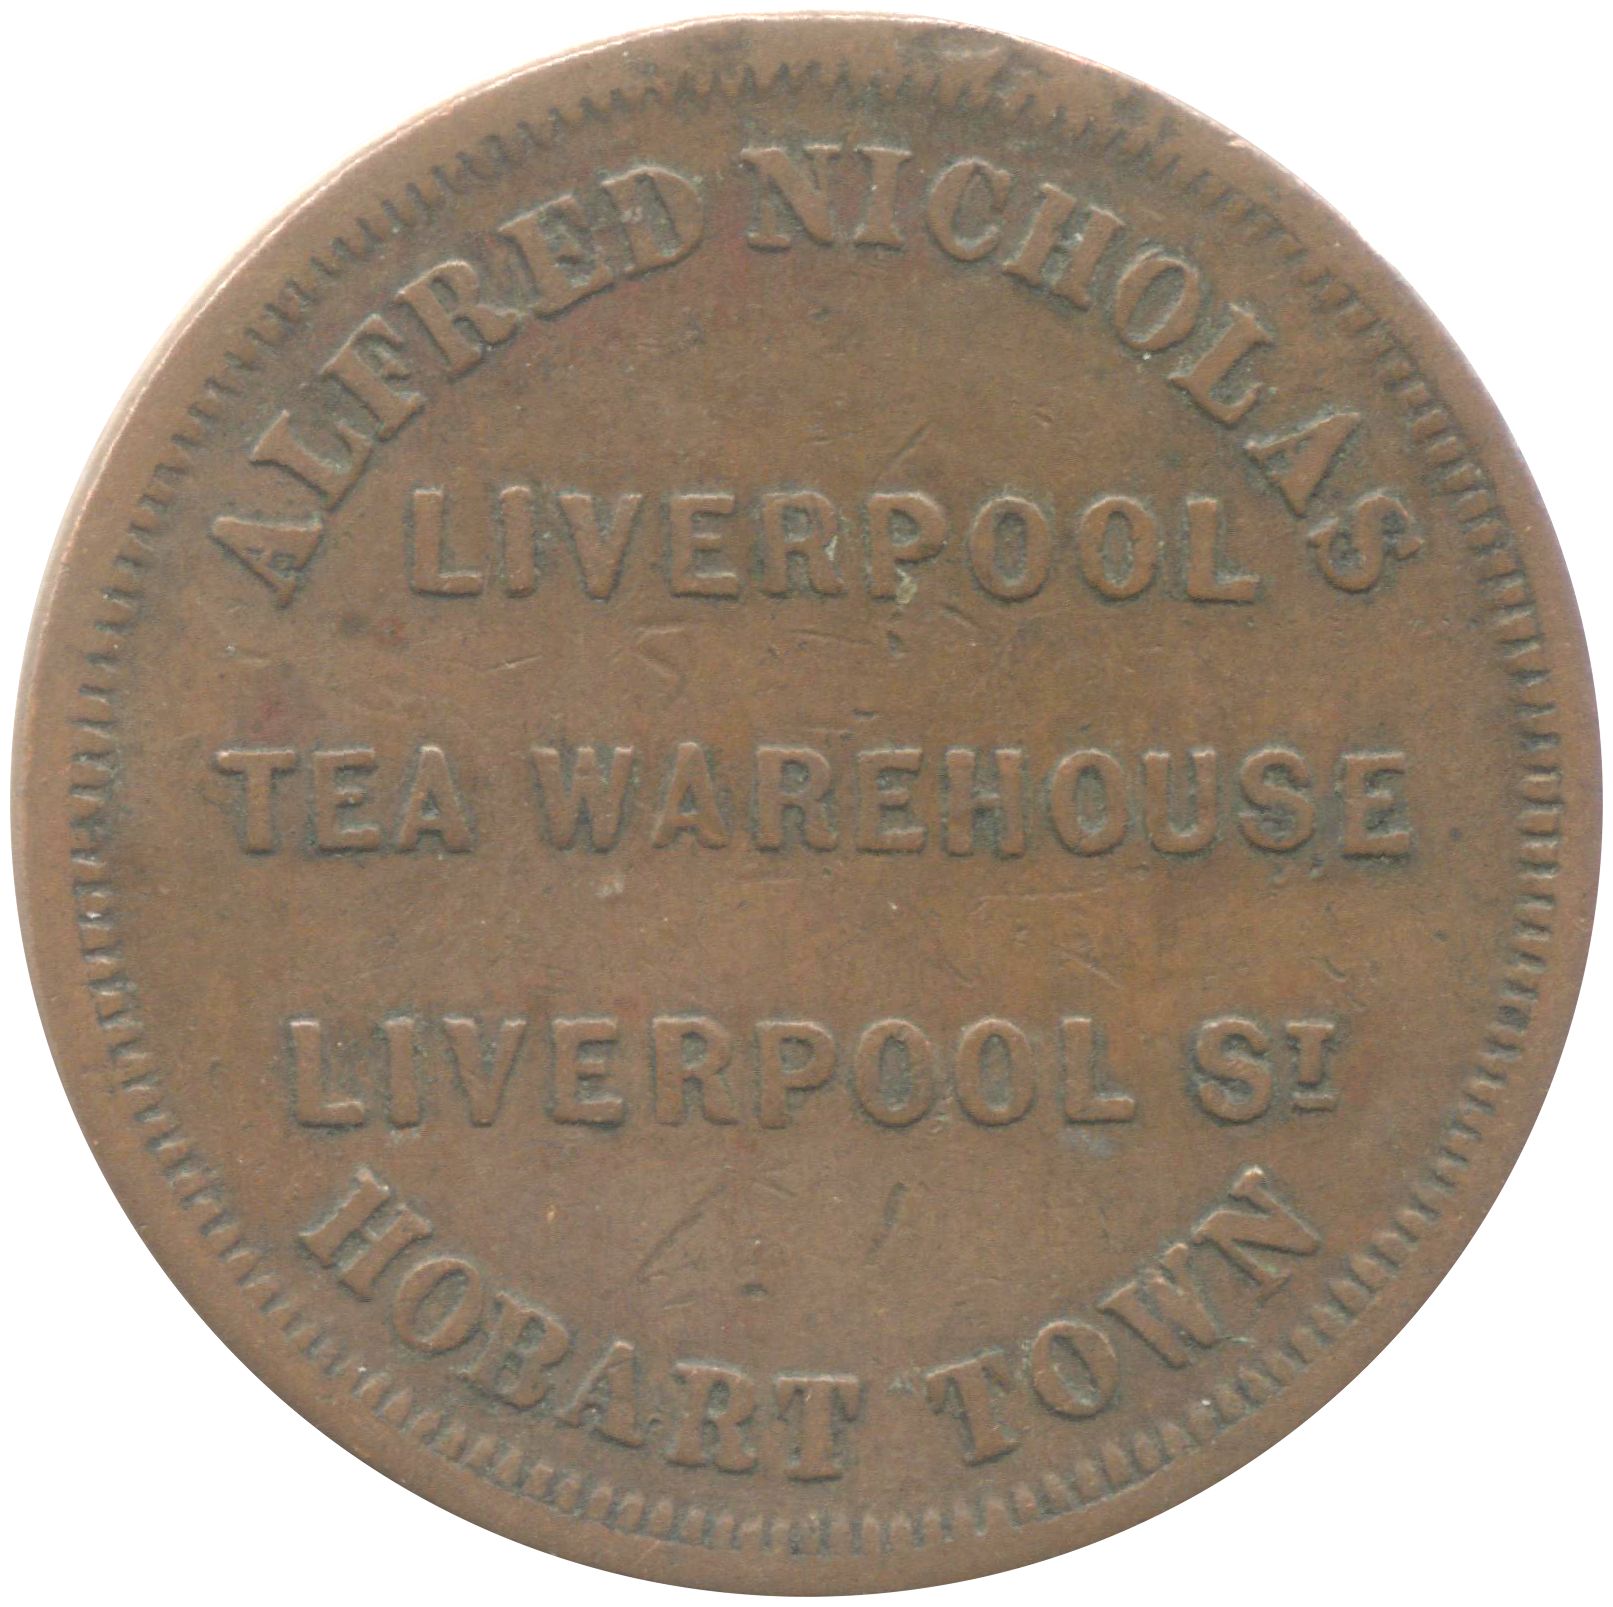 ALFRED NICHOLAS
LIVERPOOL
TEA WAREHOUSE
LIVERPOOL ST
HOBART TOWN